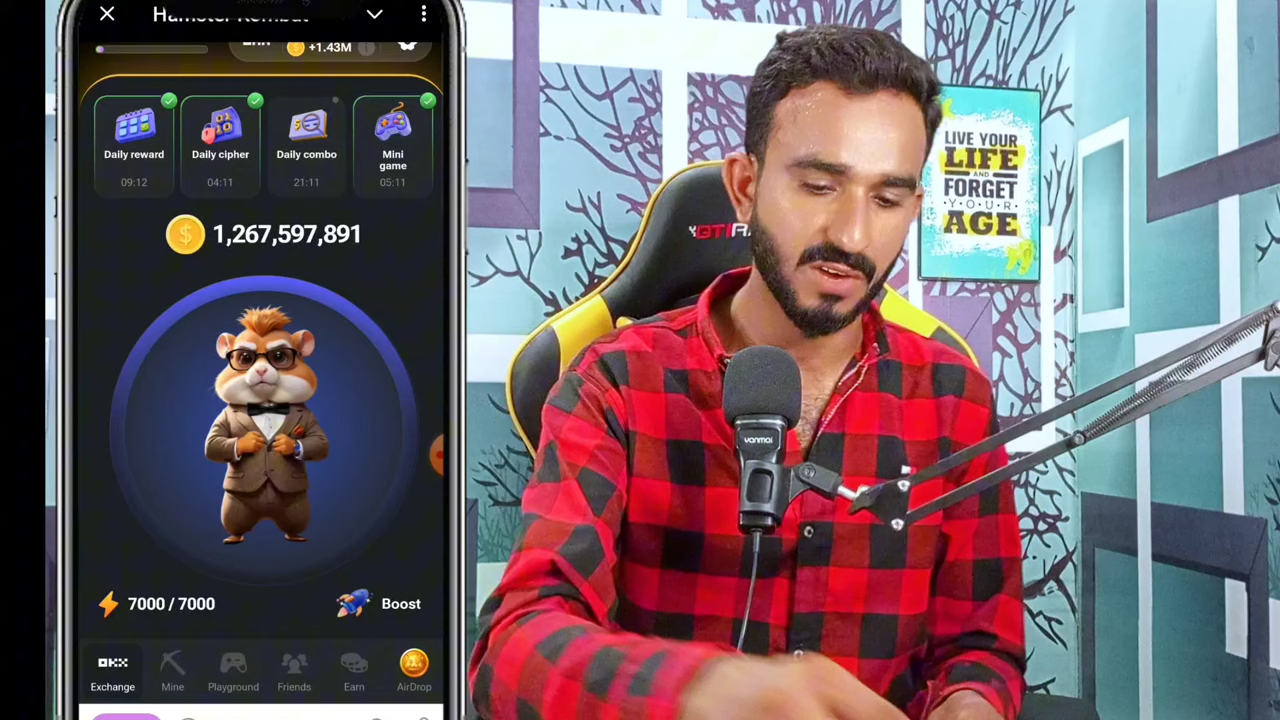 Hamster Kombat
+1.43M
Daily reward
09:12
Daily cipher
04:11
Daily combo
21:11
Mini
game
05:11
1,267,597,891
7000 / 7000
Boost
Exchange
Mine
Playground
Friends
Earn
AirDrop
LIVE YOUR
LIFE
AND
FORGET
YOUR
AGE
vanmai